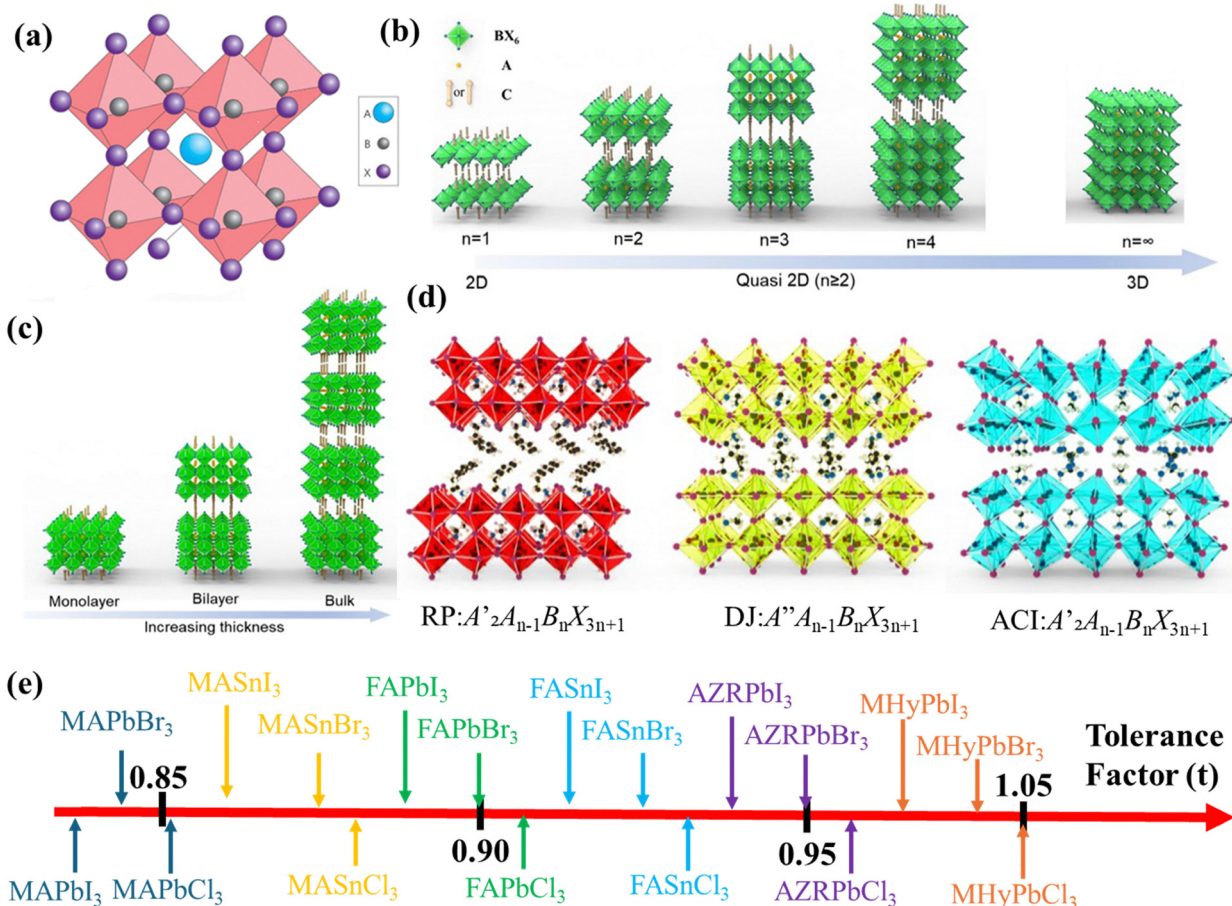 (a)
A
B
X
(b)
BX₆
A
or
C
n=1
n=2
n=3
n=4
n=∞
2D
Quasi 2D (n≥2)
3D
(c)
Monolayer
Bilayer
Bulk
Increasing thickness
(d)
RP:A'₂Aₙ₋₁BₙX₃ₙ₊₁
DJ:A''Aₙ₋₁BₙX₃ₙ₊₁
ACI:A'₂Aₙ₋₁BₙX₃ₙ₊₁
(e)
MAPbBr₃
MASnI₃
MASnBr₃
FAPbI₃
FAPbBr₃
FASnI₃
FASnBr₃
AZRPbI₃
AZRPbBr₃
MHyPbI₃
MHyPbBr₃
Tolerance
Factor (t)
0.85
0.90
0.95
1.05
MAPbI₃
MAPbCl₃
MASnCl₃
FAPbCl₃
FASnCl₃
AZRPbCl₃
MHyPbCl₃